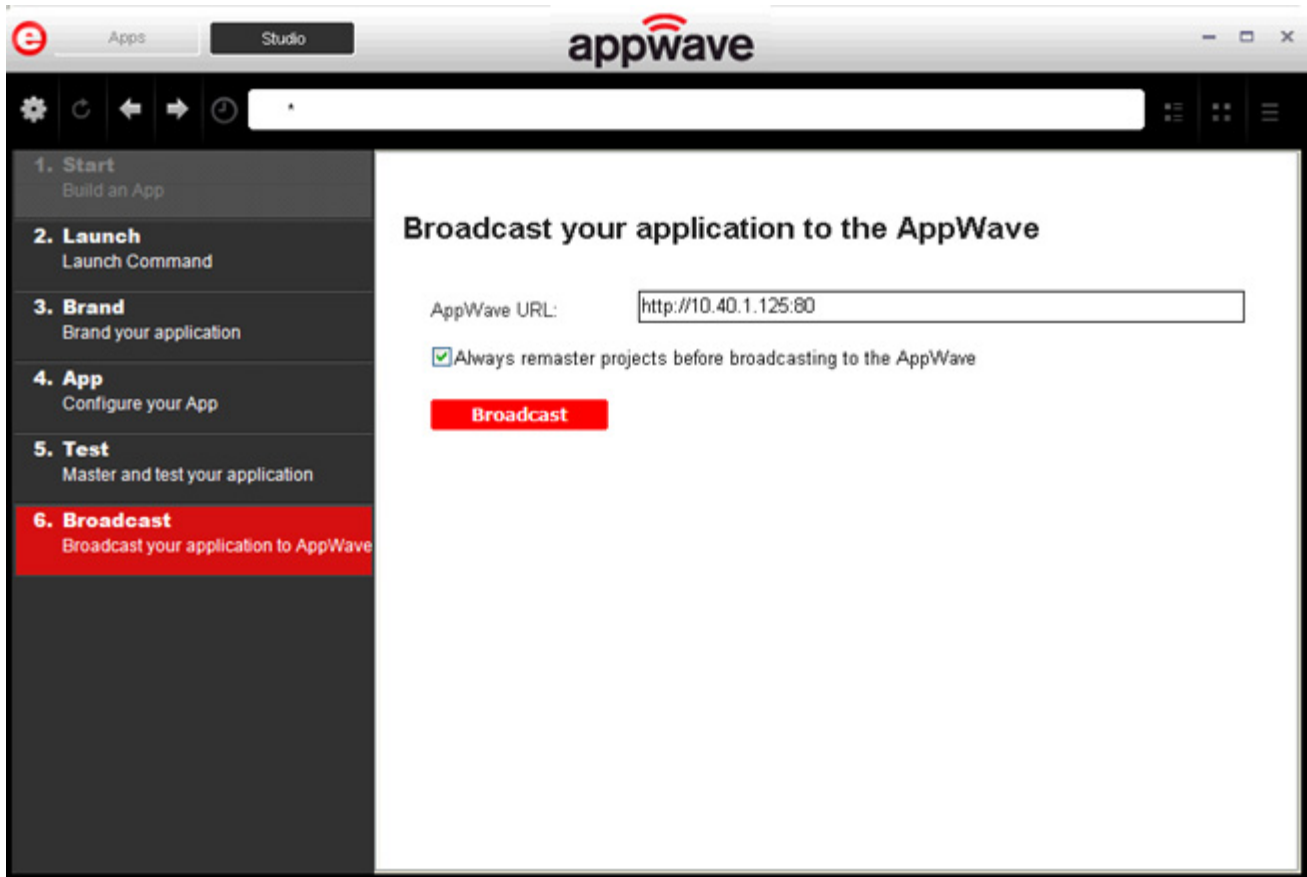 e
Apps
Studio
appwave
*
1. Start
Build an App
2. Launch
Launch Command
3. Brand
Brand your application
4. App
Configure your App
5. Test
Master and test your application
6. Broadcast
Broadcast your application to AppWave
Broadcast your application to the AppWave
AppWave URL: http://10.40.1.125:80
Always remaster projects before broadcasting to the AppWave
Broadcast